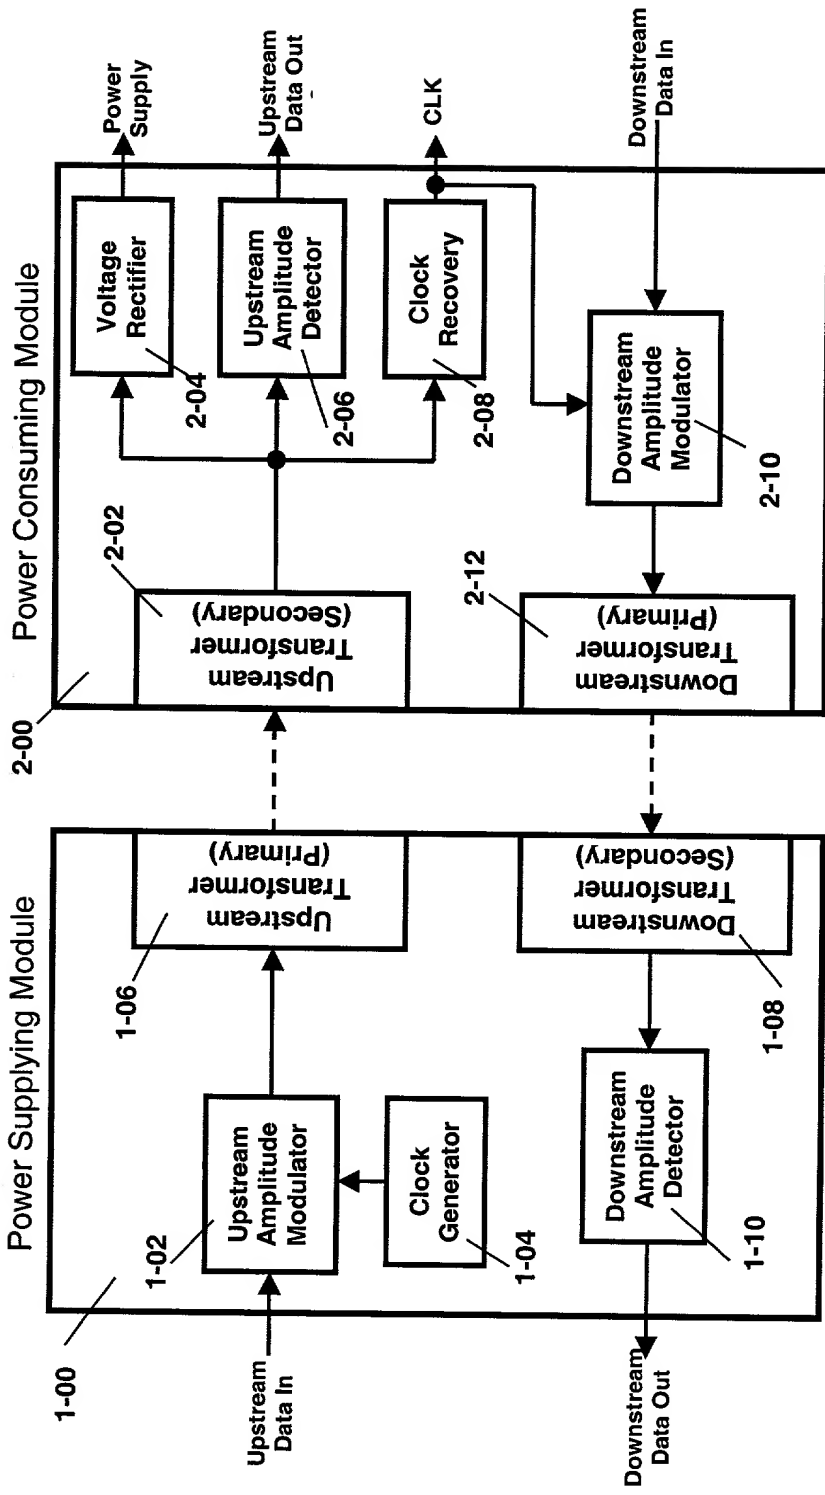 Power Supplying Module
1-00
Upstream
Data In
1-02
Upstream
Amplitude
Modulator
Clock
Generator
1-04
1-06
Upstream
Transformer
(Primary)
Downstream
Transformer
(Secondary)
1-08
Downstream
Amplitude
Detector
1-10
Downstream
Data Out
Power Consuming Module
2-00
2-02
Upstream
Transformer
(Secondary)
Voltage
Rectifier
2-04
Power
Supply
Upstream
Amplitude
Detector
2-06
Upstream
Data Out
Clock
Recovery
2-08
CLK
2-12
Downstream
Transformer
(Primary)
Downstream
Amplitude
Modulator
2-10
Downstream
Data In